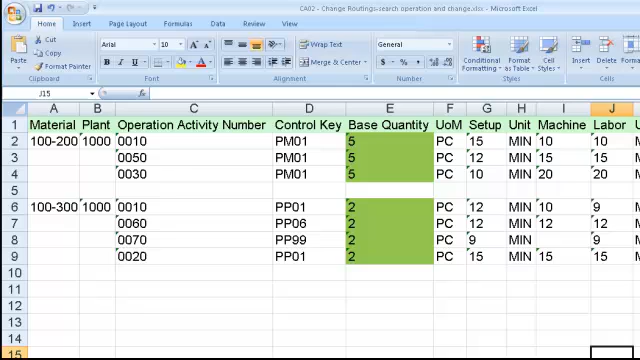 CA02 - Change Routings-search operation and change.xlsx - Microsoft Excel
Home Insert Page Layout Formulas Data Review View
Paste Cut Copy Format Painter Clipboard
Arial 10 A A B I U A Font
Wrap Text Merge & Center Alignment
General $ % , Number
Conditional Formatting Format as Table Cell Styles Styles
Insert Delete Format Cells
J15 fx
A B C D E F G H I J
1 Material Plant Operation Activity Number Control Key Base Quantity UoM Setup Unit Machine Labor U
2 100-200 1000 0010 PM01 5 PC 15 MIN 10 10 M
3 0050 PM01 5 PC 12 MIN 15 15 M
4 0030 PM01 5 PC 10 MIN 20 20 M
5
6 100-300 1000 0010 PP01 2 PC 12 MIN 10 10 M
7 0060 PP06 2 PC 12 MIN 12 12 M
8 0070 PP99 2 PC 9 MIN 9 M
9 0020 PP01 2 PC 15 MIN 15 15 M
10
11
12
13
14
15